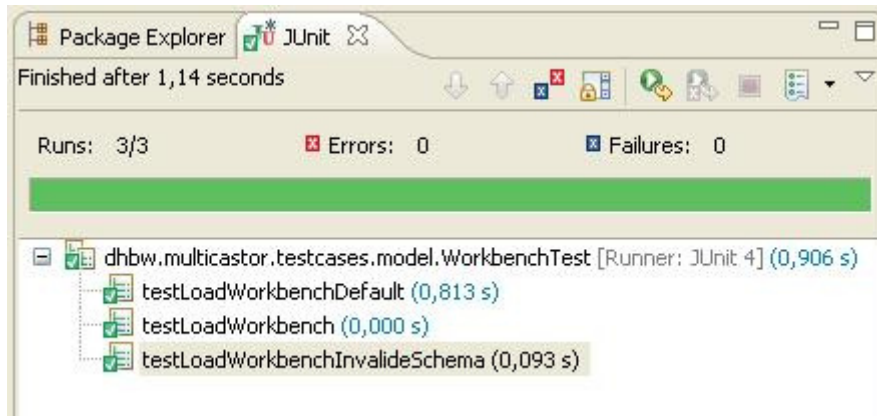 Package Explorer JUnit
Finished after 1,14 seconds
Runs: 3/3 Errors: 0 Failures: 0
dhbw.multicastor.testcases.model.WorkbenchTest [Runner: JUnit 4] (0,906 s)
testLoadWorkbenchDefault (0,813 s)
testLoadWorkbench (0,000 s)
testLoadWorkbenchInvalideSchema (0,093 s)